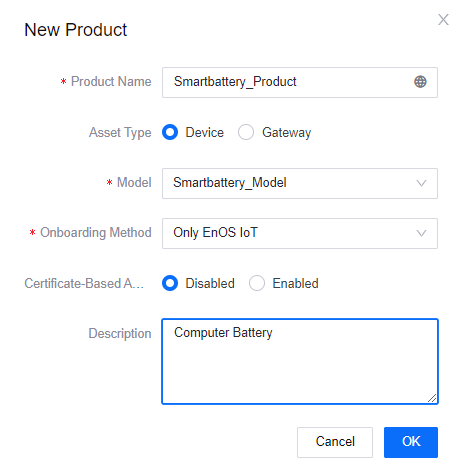 New Product
* Product Name Smartbattery_Product
Asset Type Device Gateway
* Model Smartbattery_Model
* Onboarding Method Only EnOS IoT
Certificate-Based A... Disabled Enabled
Description Computer Battery
Cancel OK